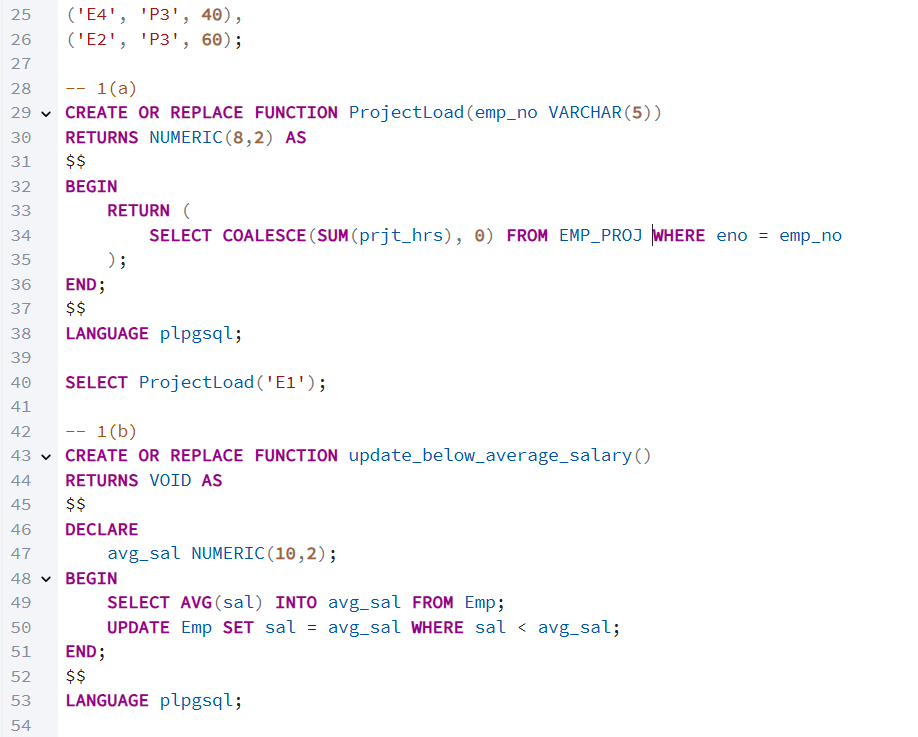 25 ('E4', 'P3', 40),
26 ('E2', 'P3', 60);
27
28 -- 1(a)
29 CREATE OR REPLACE FUNCTION ProjectLoad(emp_no VARCHAR(5))
30 RETURNS NUMERIC(8,2) AS
31 $$
32 BEGIN
33     RETURN (
34         SELECT COALESCE(SUM(prjt_hrs), 0) FROM EMP_PROJ WHERE eno = emp_no
35     );
36 END;
37 $$
38 LANGUAGE plpgsql;
39
40 SELECT ProjectLoad('E1');
41
42 -- 1(b)
43 CREATE OR REPLACE FUNCTION update_below_average_salary()
44 RETURNS VOID AS
45 $$
46 DECLARE
47     avg_sal NUMERIC(10,2);
48 BEGIN
49     SELECT AVG(sal) INTO avg_sal FROM Emp;
50     UPDATE Emp SET sal = avg_sal WHERE sal < avg_sal;
51 END;
52 $$
53 LANGUAGE plpgsql;
54